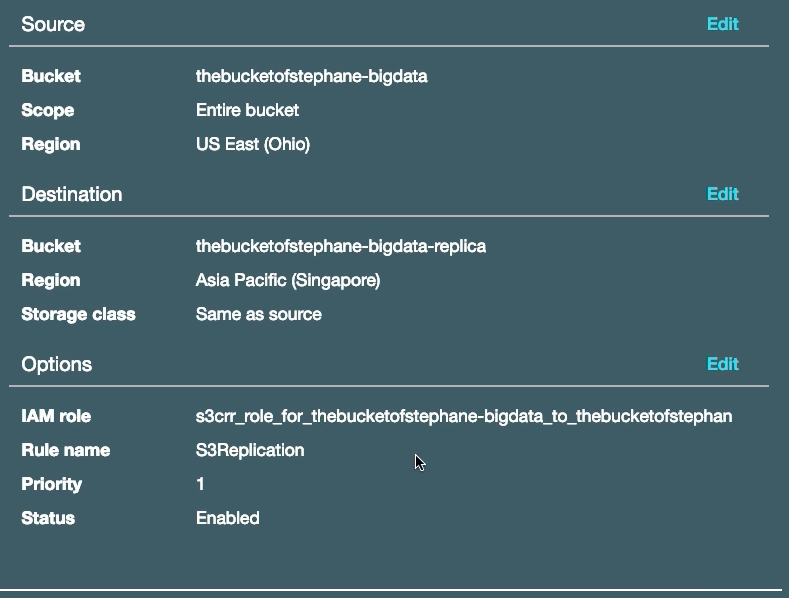 Source Edit
Bucket thebucketofstephane-bigdata
Scope Entire bucket
Region US East (Ohio)
Destination Edit
Bucket thebucketofstephane-bigdata-replica
Region Asia Pacific (Singapore)
Storage class Same as source
Options Edit
IAM role s3crr_role_for_thebucketofstephane-bigdata_to_thebucketofstephan
Rule name S3Replication
Priority 1
Status Enabled